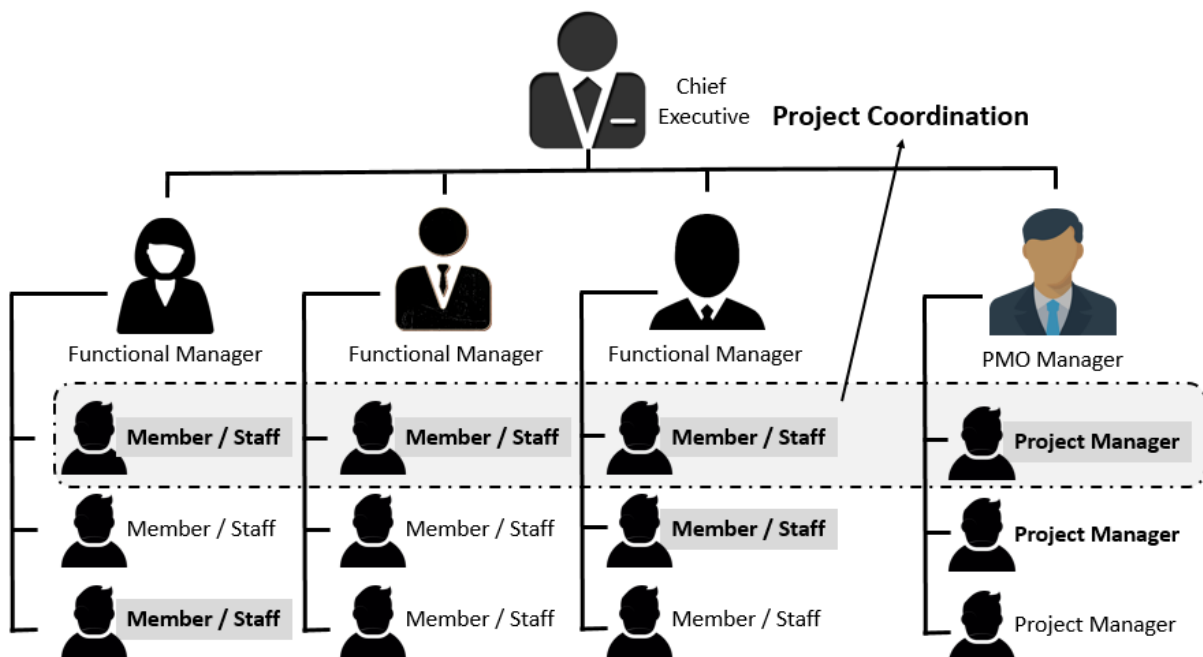 Chief
Executive
Project Coordination
Functional Manager
Functional Manager
Functional Manager
PMO Manager
Member / Staff
Member / Staff
Member / Staff
Project Manager
Member / Staff
Member / Staff
Member / Staff
Project Manager
Member / Staff
Member / Staff
Member / Staff
Project Manager